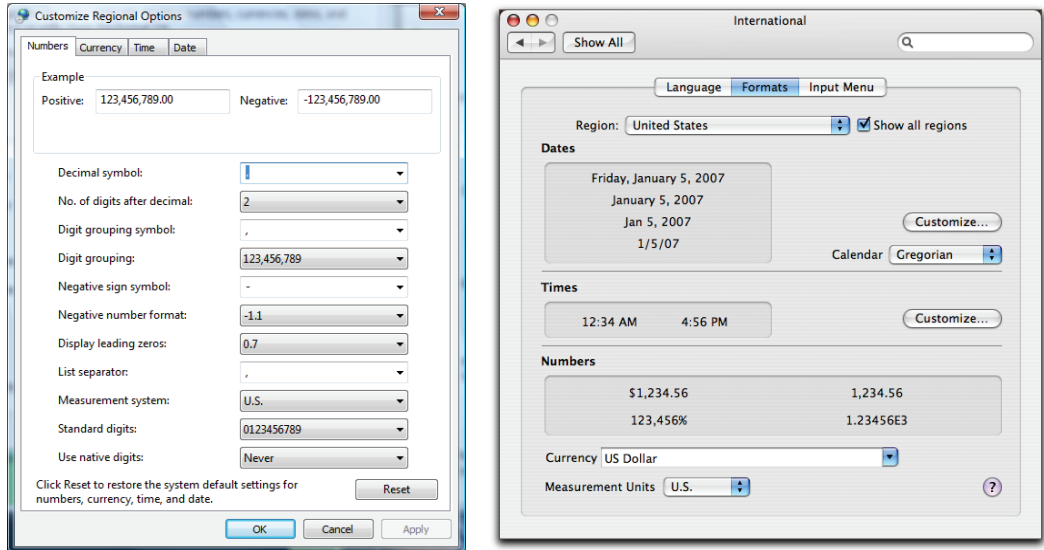 Customize Regional Options
Numbers Currency Time Date
Example
Positive: 123,456,789.00 Negative: -123,456,789.00
Decimal symbol: .
No. of digits after decimal: 2
Digit grouping symbol: ,
Digit grouping: 123,456,789
Negative sign symbol: -
Negative number format: -1.1
Display leading zeros: 0.7
List separator: ,
Measurement system: U.S.
Standard digits: 0123456789
Use native digits: Never
Click Reset to restore the system default settings for
numbers, currency, time, and date.
Reset
OK Cancel Apply
International
Show All
Language Formats Input Menu
Region: United States Show all regions
Dates
Friday, January 5, 2007
January 5, 2007
Jan 5, 2007
1/5/07
Customize...
Calendar Gregorian
Times
12:34 AM 4:56 PM
Customize...
Numbers
$1,234.56 1,234.56
123,456% 1.23456E3
Currency US Dollar
Measurement Units U.S. ?